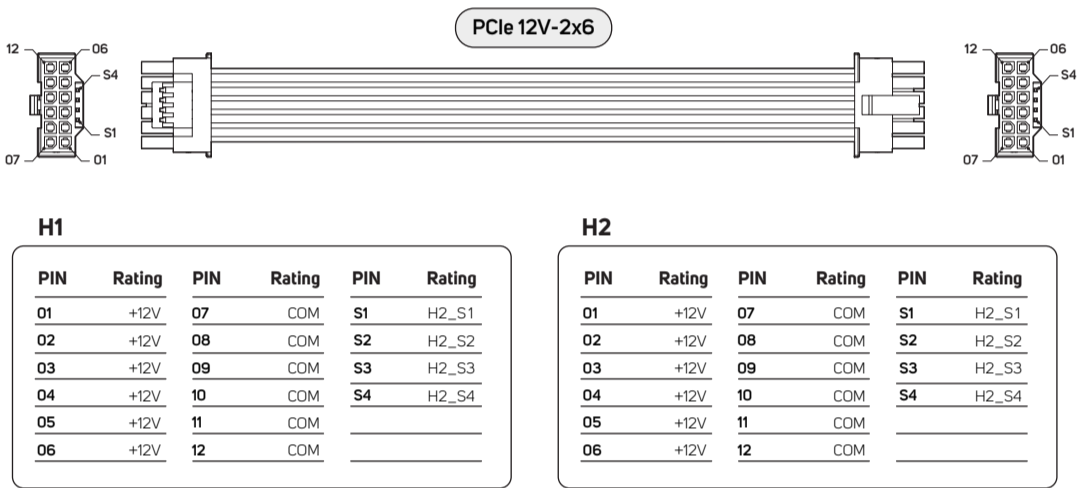 PCIe 12V-2x6
12 06
S4
S1
07 01
12 06
S4
S1
07 01
H1
PIN Rating PIN Rating PIN Rating
01 +12V 07 COM S1 H2_S1
02 +12V 08 COM S2 H2_S2
03 +12V 09 COM S3 H2_S3
04 +12V 10 COM S4 H2_S4
05 +12V 11 COM
06 +12V 12 COM
H2
PIN Rating PIN Rating PIN Rating
01 +12V 07 COM S1 H2_S1
02 +12V 08 COM S2 H2_S2
03 +12V 09 COM S3 H2_S3
04 +12V 10 COM S4 H2_S4
05 +12V 11 COM
06 +12V 12 COM